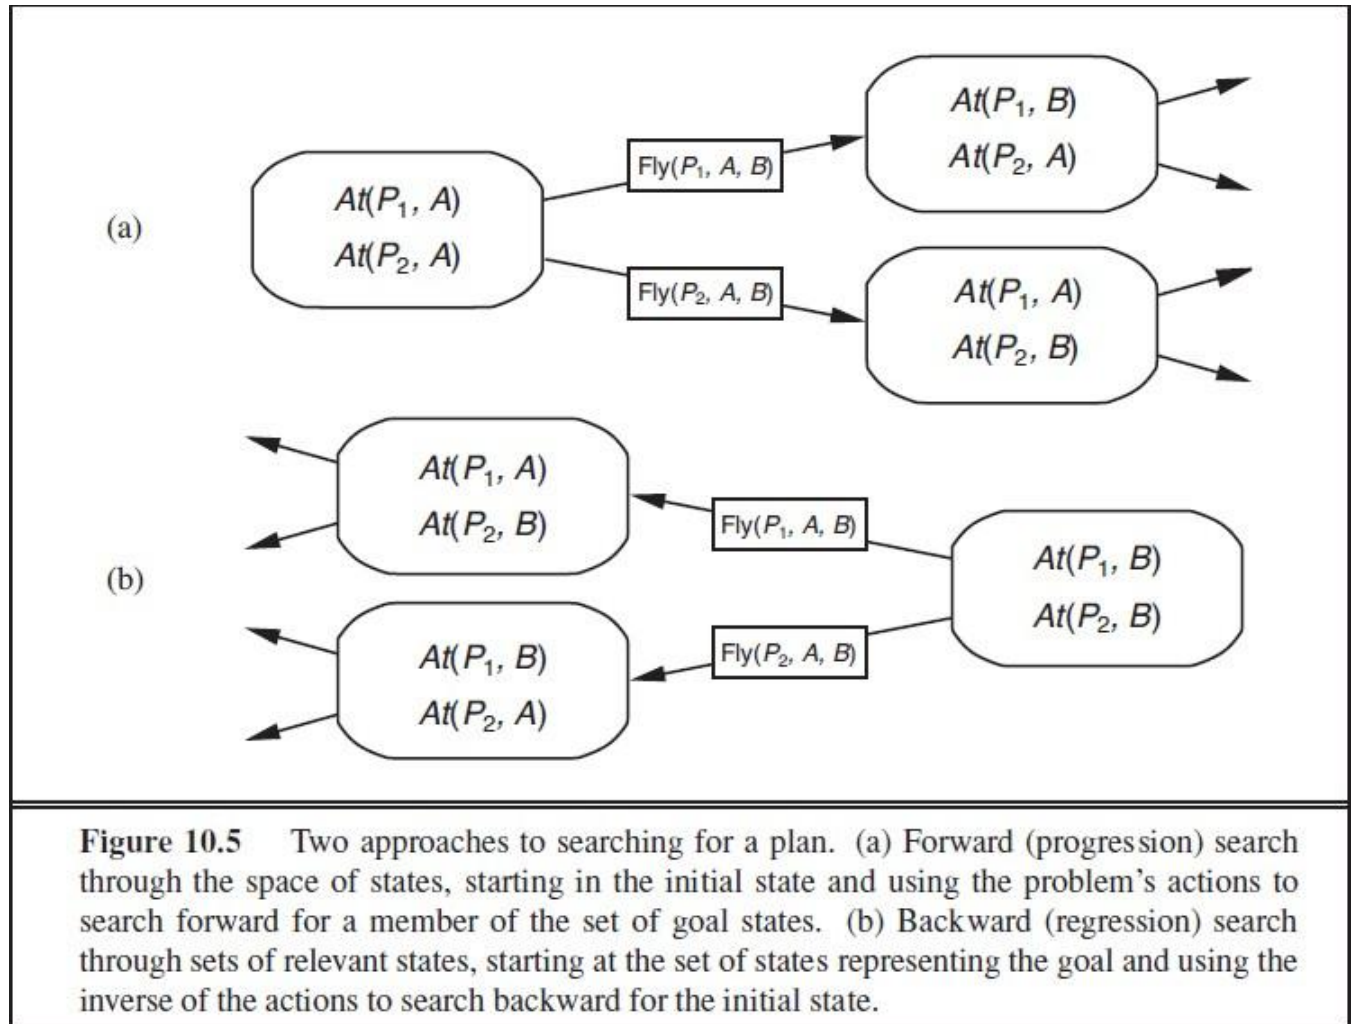 (a)
At(P₁, A)
At(P₂, A)
Fly(P₁, A, B)
Fly(P₂, A, B)
At(P₁, B)
At(P₂, A)
At(P₁, A)
At(P₂, B)
(b)
At(P₁, A)
At(P₂, B)
At(P₁, B)
At(P₂, A)
Fly(P₁, A, B)
Fly(P₂, A, B)
At(P₁, B)
At(P₂, B)
Figure 10.5 Two approaches to searching for a plan. (a) Forward (progression) search
through the space of states, starting in the initial state and using the problem's actions to
search forward for a member of the set of goal states. (b) Backward (regression) search
through sets of relevant states, starting at the set of states representing the goal and using the
inverse of the actions to search backward for the initial state.